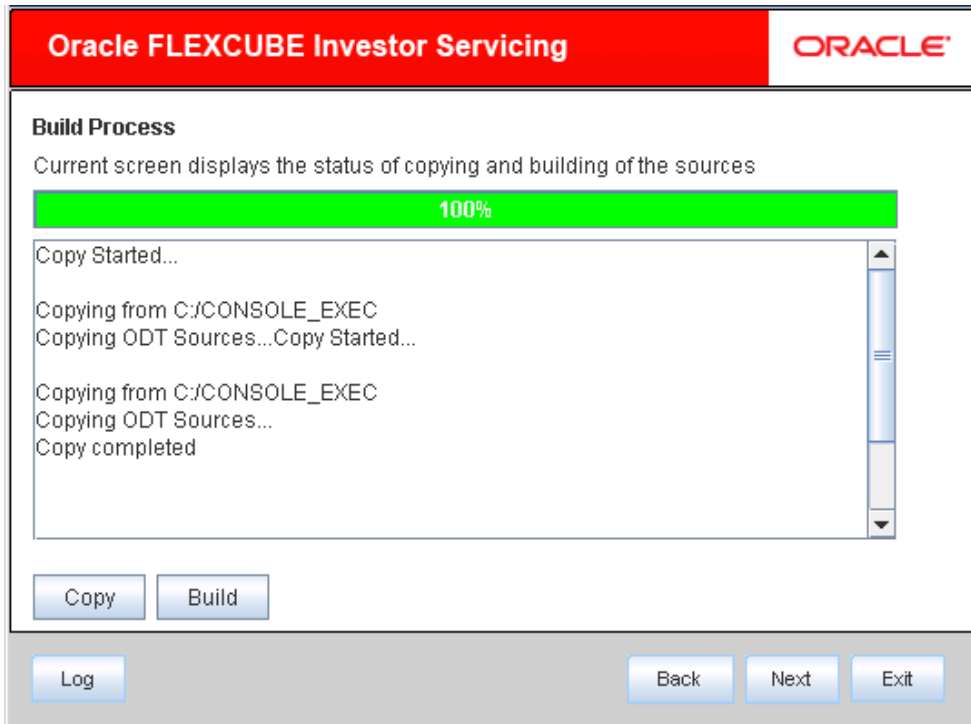 Oracle FLEXCUBE Investor Servicing
ORACLE
Build Process
Current screen displays the status of copying and building of the sources
100%
Copy Started...
Copying from C:/CONSOLE_EXEC
Copying ODT Sources...Copy Started...
Copying from C:/CONSOLE_EXEC
Copying ODT Sources...
Copy completed
Copy Build
Log Back Next Exit